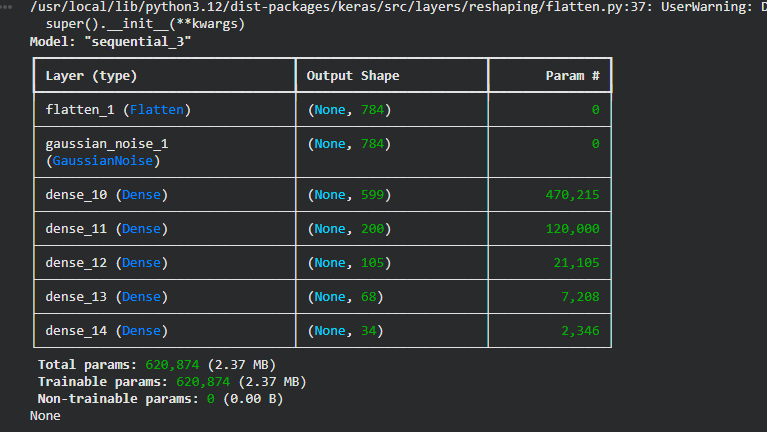 /usr/local/lib/python3.12/dist-packages/keras/src/layers/reshaping/flatten.py:37: UserWarning: D
super().__init__(**kwargs)
Model: "sequential_3"
Layer (type) Output Shape Param #
flatten_1 (Flatten) (None, 784) 0
gaussian_noise_1 (None, 784) 0
(GaussianNoise)
dense_10 (Dense) (None, 599) 470,215
dense_11 (Dense) (None, 200) 120,000
dense_12 (Dense) (None, 105) 21,105
dense_13 (Dense) (None, 68) 7,208
dense_14 (Dense) (None, 34) 2,346
Total params: 620,874 (2.37 MB)
Trainable params: 620,874 (2.37 MB)
Non-trainable params: 0 (0.00 B)
None